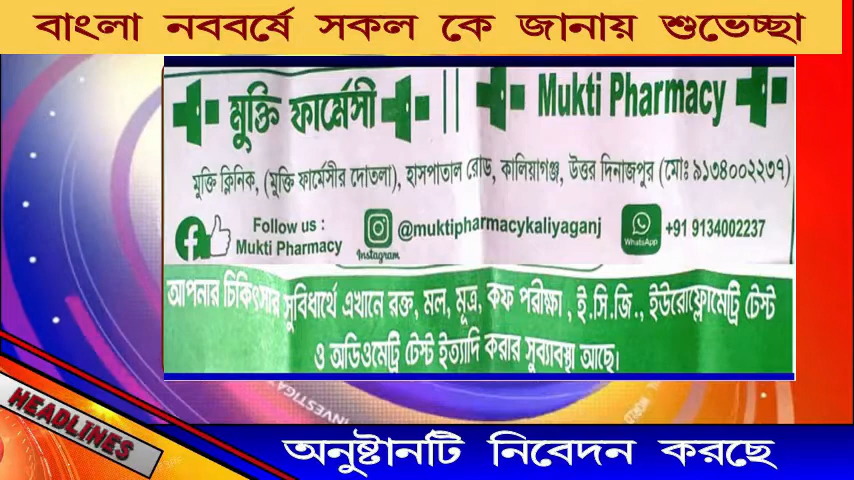 বাংলা নববর্ষে সকল কে জানায় শুভেচ্ছা
মুক্তি ফার্মেসী || Mukti Pharmacy
মুক্তি ক্লিনিক, (মুক্তি ফার্মেসীর দোতলা), হাসপাতাল রোড, কালিয়াগঞ্জ, উত্তর দিনাজপুর (মোঃ ৯১৩৪০০২২৩৭)
Follow us :
Mukti Pharmacy
Instagram
@muktipharmacykaliyaganj
WhatsApp
+91 9134002237
আপনার চিকিৎসার সুবিধার্থে এখানে রক্ত, মল, মূত্র, কফ পরীক্ষা, ই.সি.জি., ইউরোফ্লোমেট্রি টেস্ট
ও অডিওমেট্রি টেস্ট ইত্যাদি করার সুব্যাবস্থা আছে।
HEADLINES
অনুষ্টানটি নিবেদন করছে